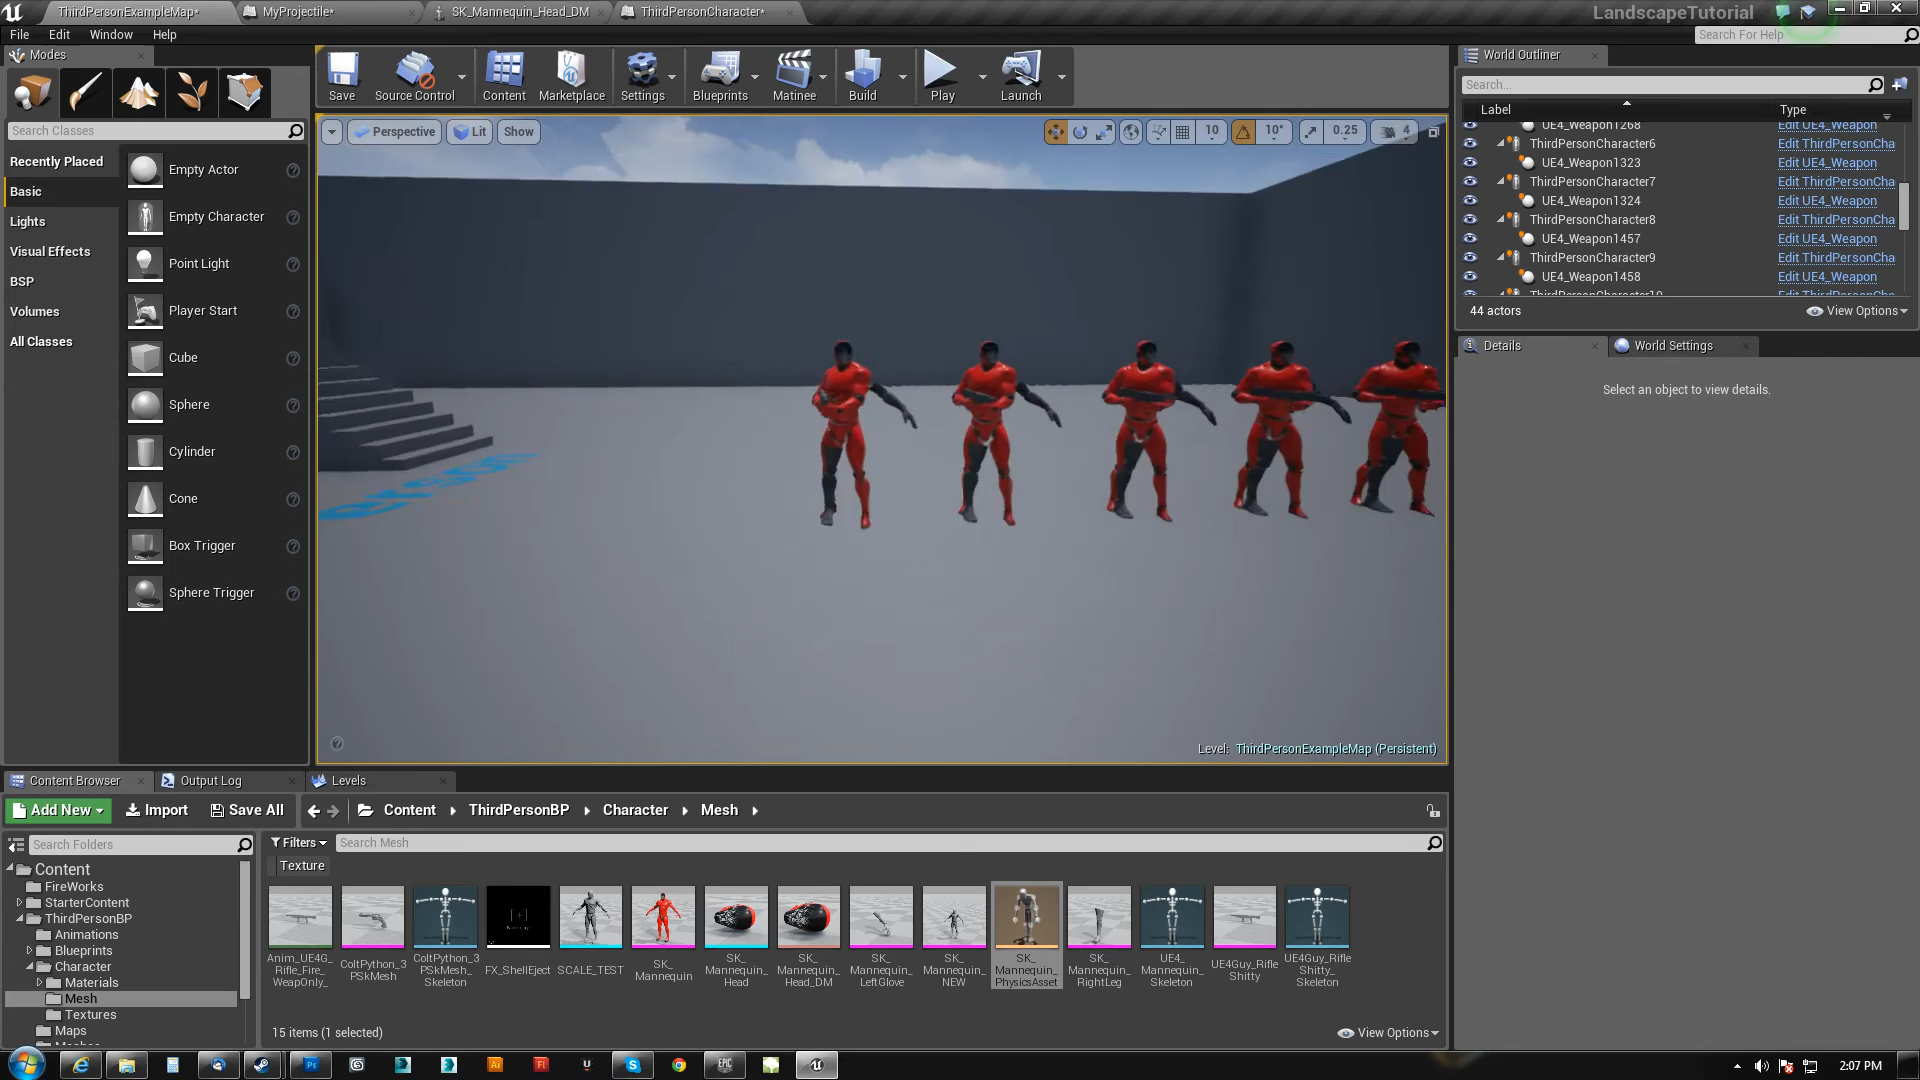 ThirdPersonExampleMap*
MyProjectile*
SK_Mannequin_Head_DM
ThirdPersonCharacter*
LandscapeTutorial
File
Edit
Window
Help
Search For Help
Modes
Search Classes
Recently Placed
Basic
Lights
Visual Effects
BSP
Volumes
All Classes
Empty Actor
Empty Character
Point Light
Player Start
Cube
Sphere
Cylinder
Cone
Box Trigger
Sphere Trigger
Save
Source Control
Content
Marketplace
Settings
Blueprints
Matinee
Build
Play
Launch
Perspective
Lit
Show
10
10°
0.25
4
Level: ThirdPersonExampleMap (Persistent)
World Outliner
Search...
Label
Type
UE4_Weapon1268
Edit UE4_Weapon
ThirdPersonCharacter6
Edit ThirdPersonCha
UE4_Weapon1323
Edit UE4_Weapon
ThirdPersonCharacter7
Edit ThirdPersonCha
UE4_Weapon1324
Edit UE4_Weapon
ThirdPersonCharacter8
Edit ThirdPersonCha
UE4_Weapon1457
Edit UE4_Weapon
ThirdPersonCharacter9
Edit ThirdPersonCha
UE4_Weapon1458
Edit UE4_Weapon
ThirdPersonCharacter10
Edit ThirdPersonCha
44 actors
View Options
Details
World Settings
Select an object to view details.
Content Browser
Output Log
Levels
Add New
Import
Save All
Content
ThirdPersonBP
Character
Mesh
Search Folders
Filters
Search Mesh
Texture
Content
FireWorks
StarterContent
ThirdPersonBP
Animations
Blueprints
Character
Materials
Mesh
Textures
Maps
Meshes
Anim_UE4G_
Rifle_Fire_
WeapOnly_
ColtPython_3
PSkMesh
ColtPython_3
PSkMesh_
Skeleton
FX_ShellEject
SCALE_TEST
SK_
Mannequin
SK_
Mannequin_
Head
SK_
Mannequin_
Head_DM
SK_
Mannequin_
LeftGlove
SK_
Mannequin_
NEW
SK_
Mannequin_
PhysicsAsset
SK_
Mannequin_
RightLeg
UE4_
Mannequin_
Skeleton
UE4Guy_Rifle
Shitty
UE4Guy_Rifle
Shitty_
Skeleton
15 items (1 selected)
View Options
Ps
Ai
Fl
EPIC
2:07 PM